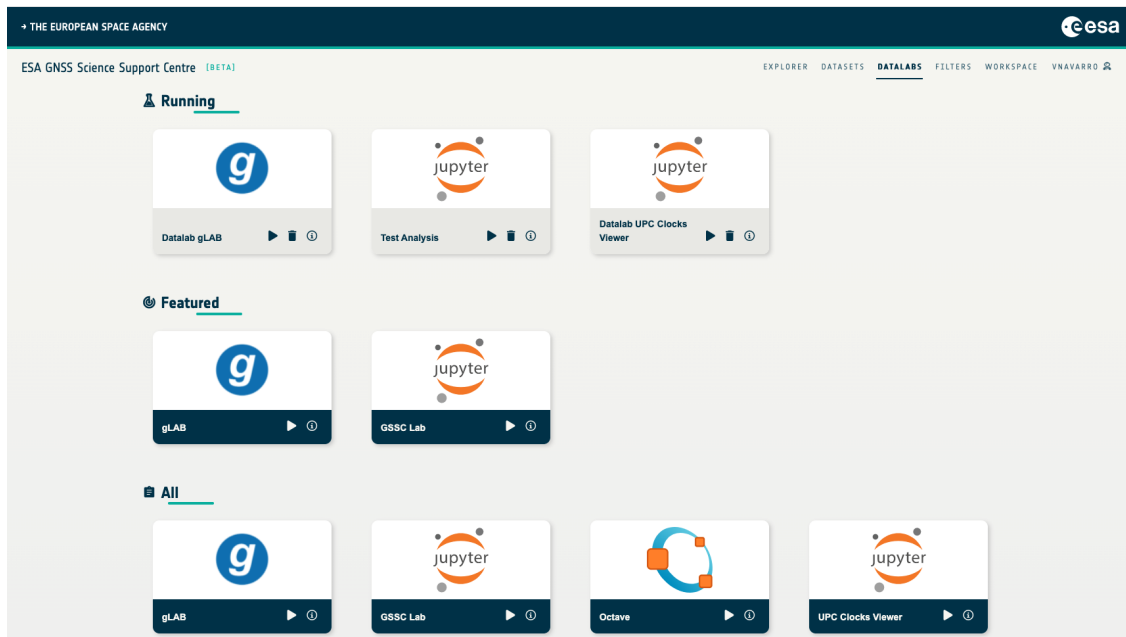 → THE EUROPEAN SPACE AGENCY
esa
ESA GNSS Science Support Centre [BETA]
EXPLORER DATASETS DATALABS FILTERS WORKSPACE VNAVARRO
Running
g
jupyter
jupyter
Datalab gLAB
Test Analysis
Datalab UPC Clocks
Viewer
Featured
g
jupyter
gLAB
GSSC Lab
All
g
jupyter
jupyter
gLAB
GSSC Lab
Octave
UPC Clocks Viewer